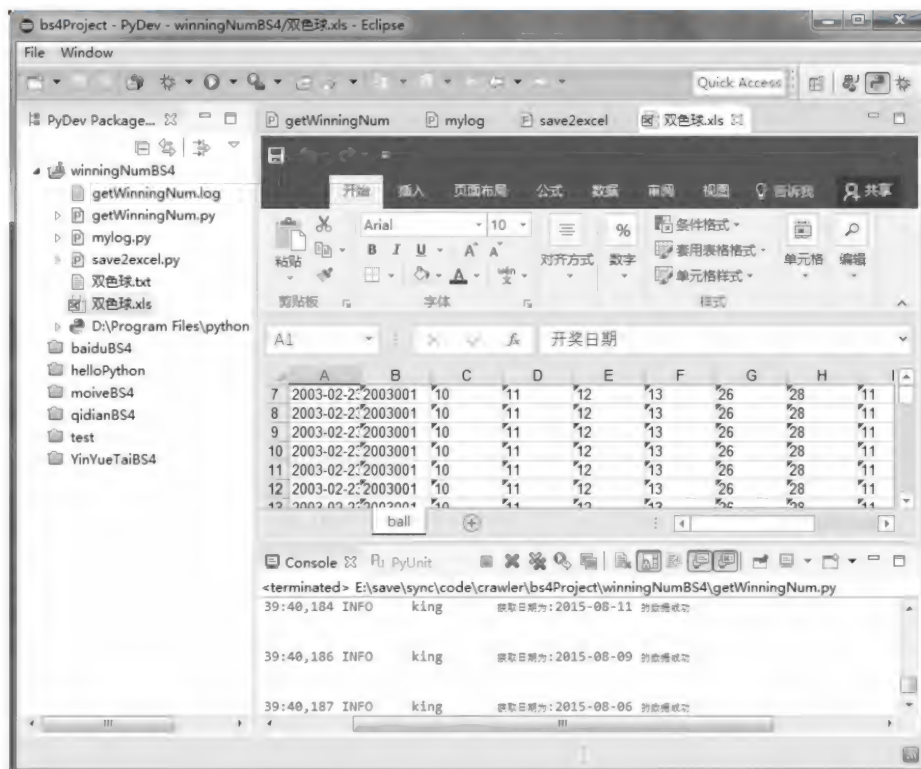 bs4Project - PyDev - winningNumBS4/双色球.xls - Eclipse
File Window
Quick Access
PyDev Package...
getWinningNum
mylog
save2excel
双色球.xls
winningNumBS4
getWinningNum.log
getWinningNum.py
mylog.py
save2excel.py
双色球.txt
双色球.xls
D:\Program Files\python
baiduBS4
helloPython
moiveBS4
qidianBS4
test
YinYueTaiBS4
开始 插入 页面布局 公式 数据 审阅 视图 告诉我 共享
Arial 10
B I U A A
粘贴
对齐方式
%
数字
条件格式
套用表格格式
单元格样式
单元格
编辑
剪贴板 字体 样式
A1 fx 开奖日期
A B C D E F G H I
7 2003-02-23 2003001 10 11 12 13 26 28 11
8 2003-02-23 2003001 10 11 12 13 26 28 11
9 2003-02-23 2003001 10 11 12 13 26 28 11
10 2003-02-23 2003001 10 11 12 13 26 28 11
11 2003-02-23 2003001 10 11 12 13 26 28 11
12 2003-02-23 2003001 10 11 12 13 26 28 11
ball
Console PyUnit
<terminated> E:\save\sync\code\crawler\bs4Project\winningNumBS4\getWinningNum.py
39:40,184 INFO king 获取日期为:2015-08-11 的数据成功
39:40,186 INFO king 获取日期为:2015-08-09 的数据成功
39:40,187 INFO king 获取日期为:2015-08-06 的数据成功